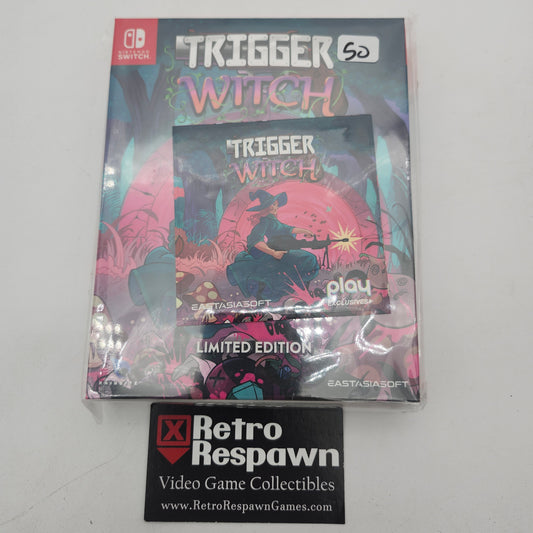 NINTENDO
SWITCH.
TRIGGER
50
WITCH
TRIGGER
WITCH
EASTASIASOFT
play
EXCLUSIVES
LIMITED EDITION
EASTASIASOFT
Retro
Respawn
Video Game Collectibles
www.RetroRespawnGames.com